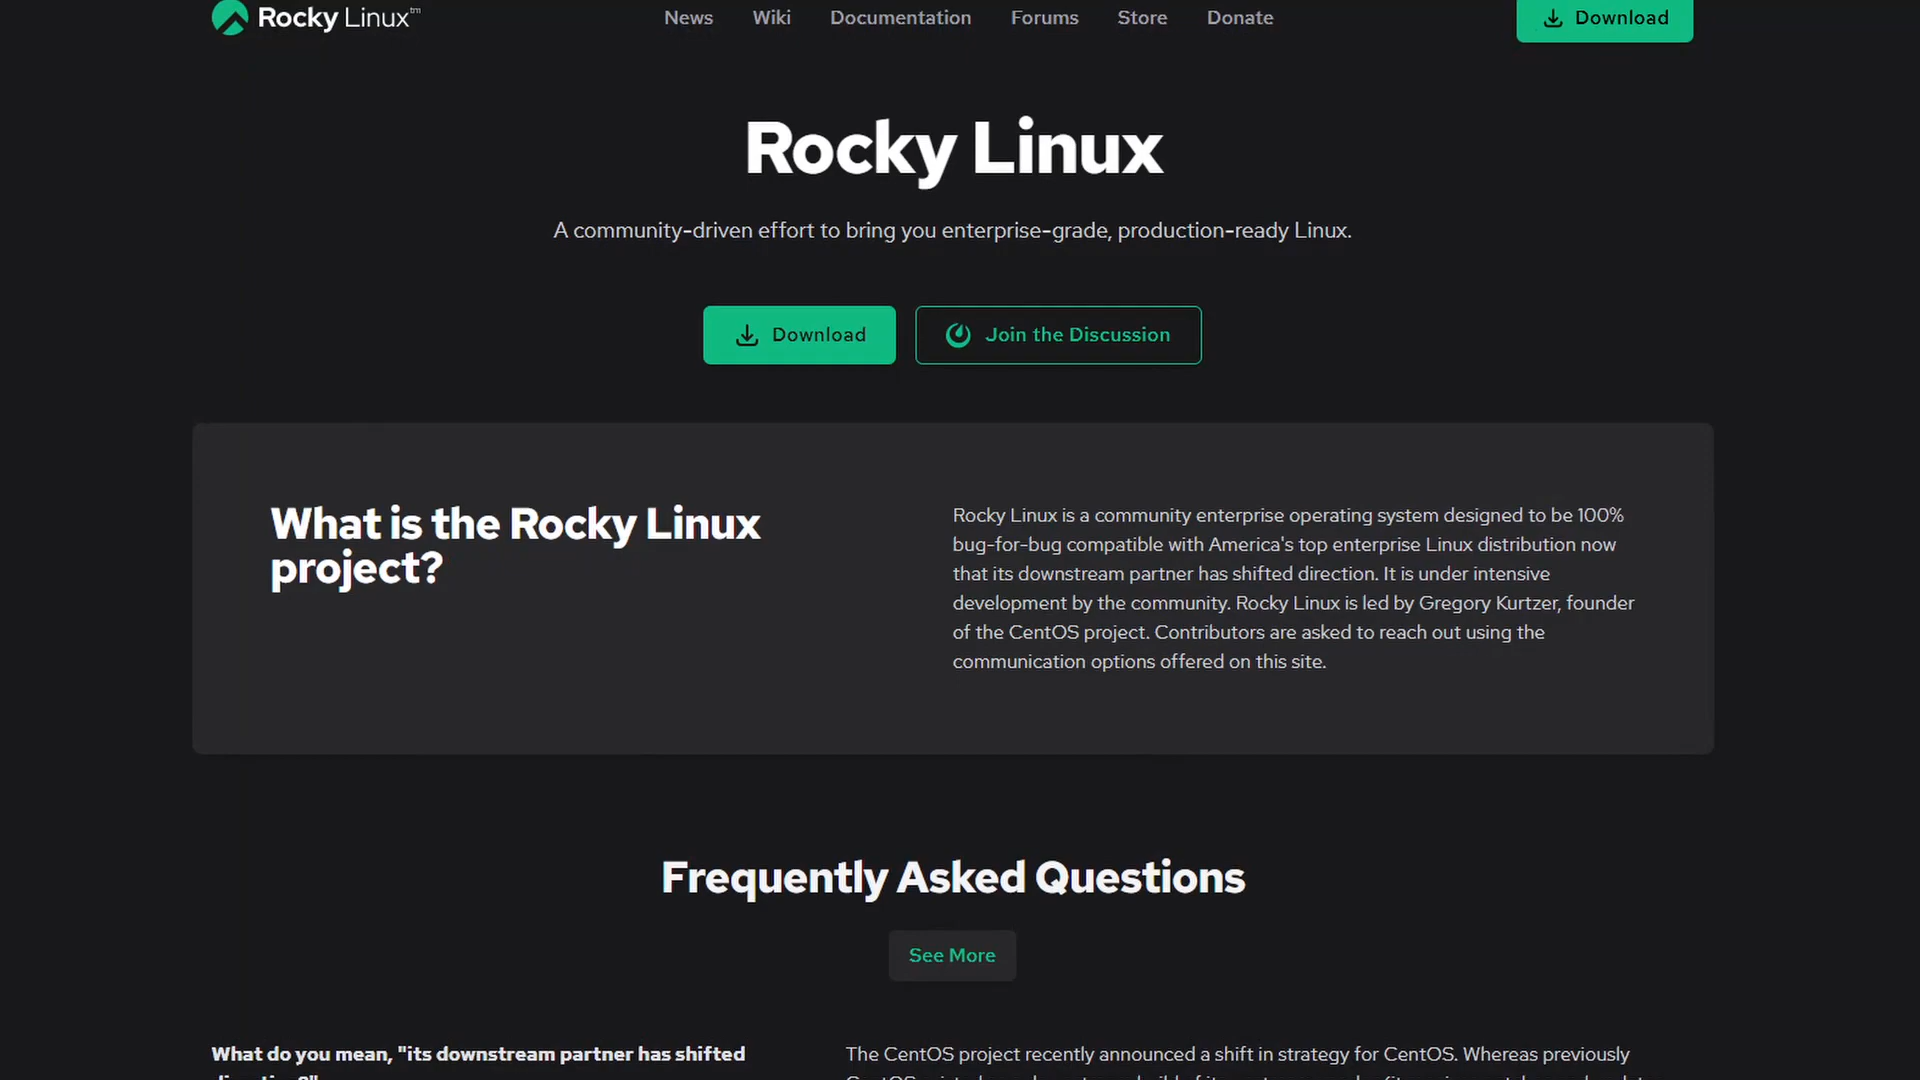 Rocky Linux™
News Wiki Documentation Forums Store Donate
Download
Rocky Linux
A community-driven effort to bring you enterprise-grade, production-ready Linux.
Download
Join the Discussion
What is the Rocky Linux
project?
Rocky Linux is a community enterprise operating system designed to be 100%
bug-for-bug compatible with America's top enterprise Linux distribution now
that its downstream partner has shifted direction. It is under intensive
development by the community. Rocky Linux is led by Gregory Kurtzer, founder
of the CentOS project. Contributors are asked to reach out using the
communication options offered on this site.
Frequently Asked Questions
See More
What do you mean, "its downstream partner has shifted
The CentOS project recently announced a shift in strategy for CentOS. Whereas previously